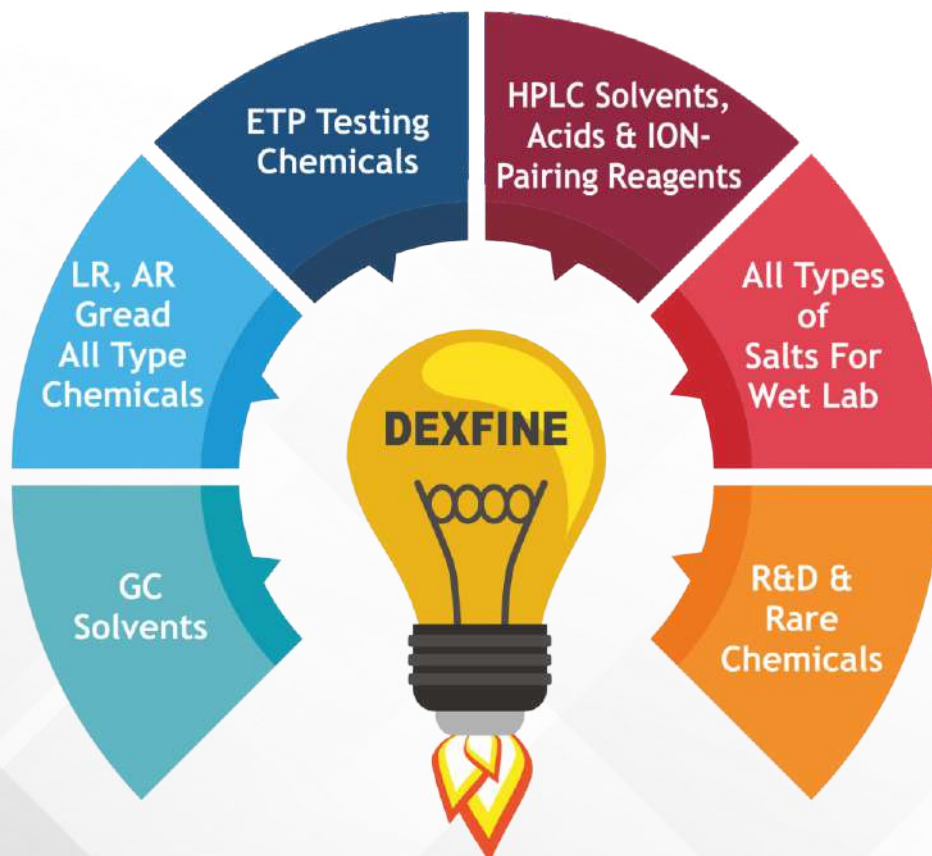 ETP Testing
Chemicals
HPLC Solvents,
Acids & ION-
Pairing Reagents
LR, AR
Gread
All Type
Chemicals
All Types
of
Salts For
Wet Lab
DEXFINE
GC
Solvents
R&D &
Rare
Chemicals